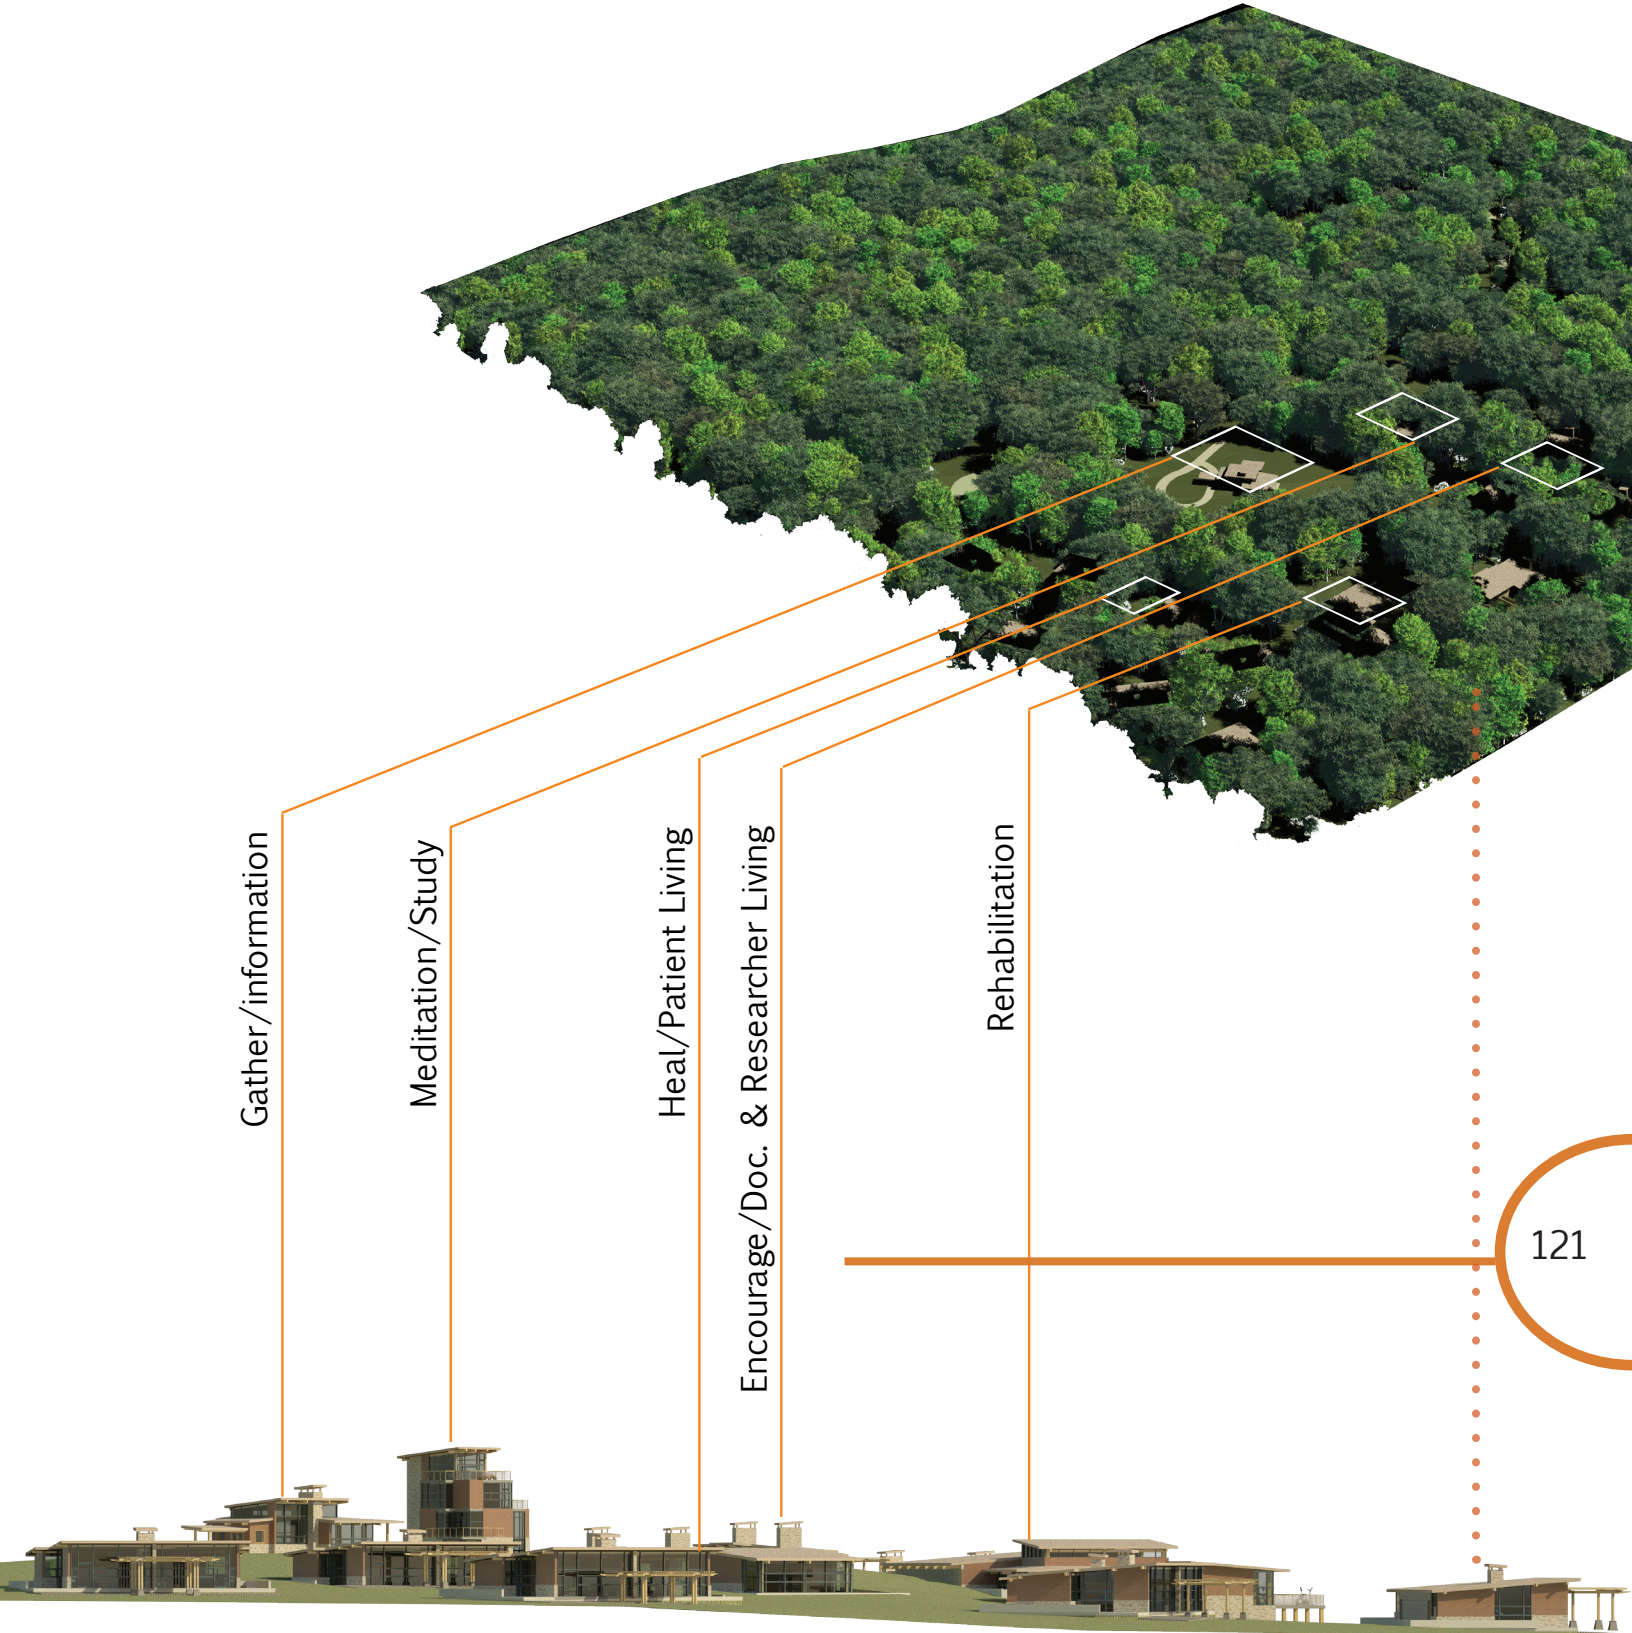 Gather/information
Meditation/Study
Heal/Patient Living
Encourage/Doc. & Researcher Living
Rehabilitation
121